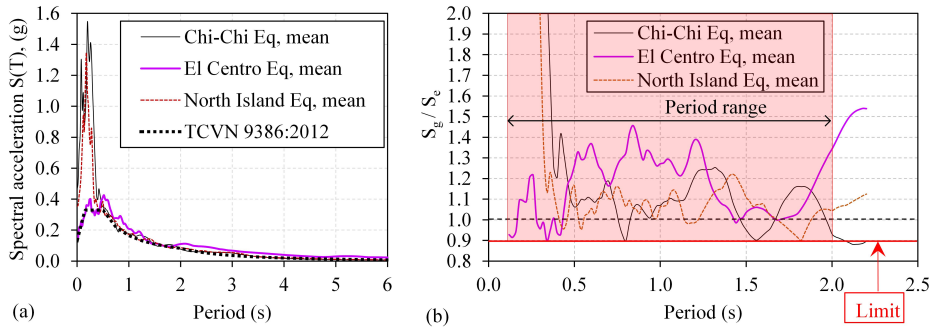 Spectral acceleration S(T), (g)
1.6
1.4
1.2
1.0
0.8
0.6
0.4
0.2
0.0
Chi-Chi Eq, mean
El Centro Eq, mean
North Island Eq, mean
TCVN 9386:2012
0 1 2 3 4 5 6
Period (s)
(a)
Sg / Se
2.0
1.9
1.8
1.7
1.6
1.5
1.4
1.3
1.2
1.1
1.0
0.9
0.8
Chi-Chi Eq, mean
El Centro Eq, mean
North Island Eq, mean
Period range
0.0 0.5 1.0 1.5 2.0 2.5
Period (s)
Limit
(b)